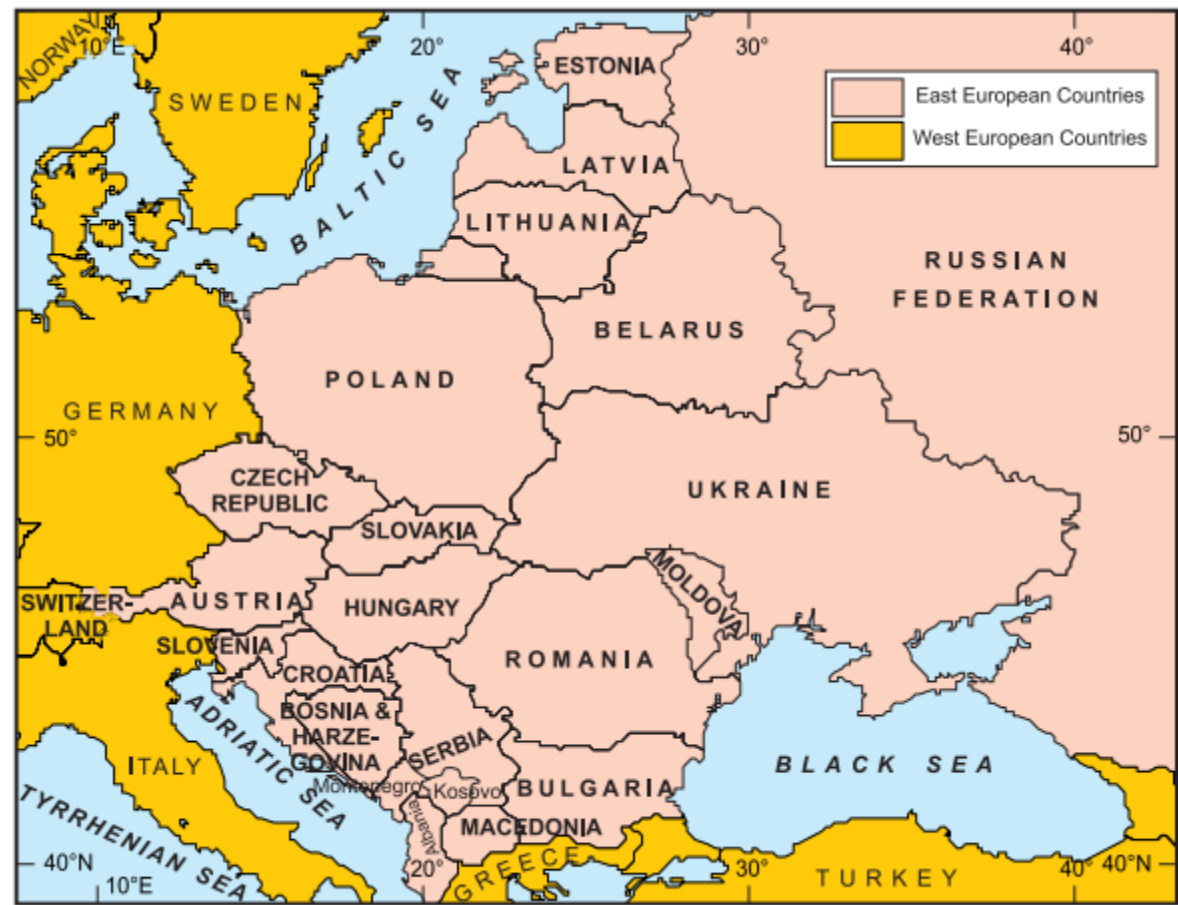 NORWAY
10°E
20°
30°
40°
SWEDEN
BALTIC SEA
ESTONIA
East European Countries
West European Countries
LATVIA
LITHUANIA
RUSSIAN
FEDERATION
BELARUS
POLAND
GERMANY
50°
50°
CZECH
REPUBLIC
UKRAINE
SLOVAKIA
MOLDOVA
SWITZER-
LAND
AUSTRIA
HUNGARY
SLOVENIA
ROMANIA
CROATIA
ADRIATIC SEA
BOSNIA &
HARZE-
GOVINA
SERBIA
ITALY
BLACK SEA
Montenegro
Kosovo
BULGARIA
TYRRHENIAN SEA
Albania
MACEDONIA
GREECE
40°N
10°E
20°
30°
40°
40°N
TURKEY